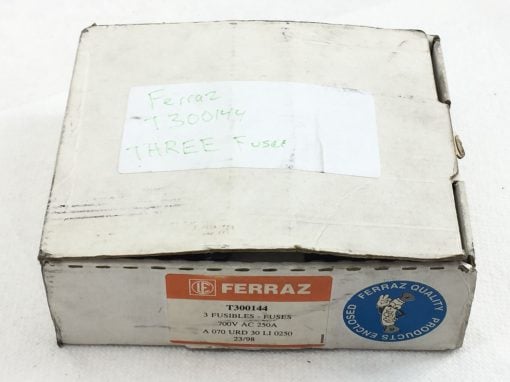 Ferraz
T300144
THREE Fuses
FERRAZ
T300144
3 FUSIBLES - FUSES
700V AC 250A
A 070 URD 30 LI 0250
23/98
FERRAZ QUALITY
PRODUCTS ENCLOSED